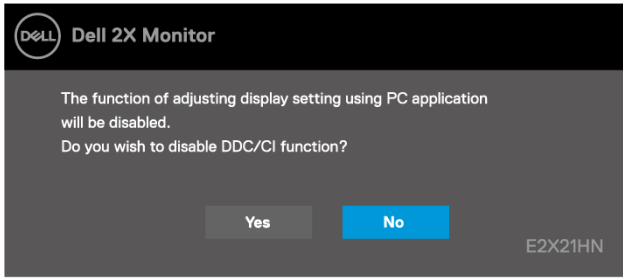 DELL Dell 2X Monitor
The function of adjusting display setting using PC application
will be disabled.
Do you wish to disable DDC/CI function?
Yes No
E2X21HN